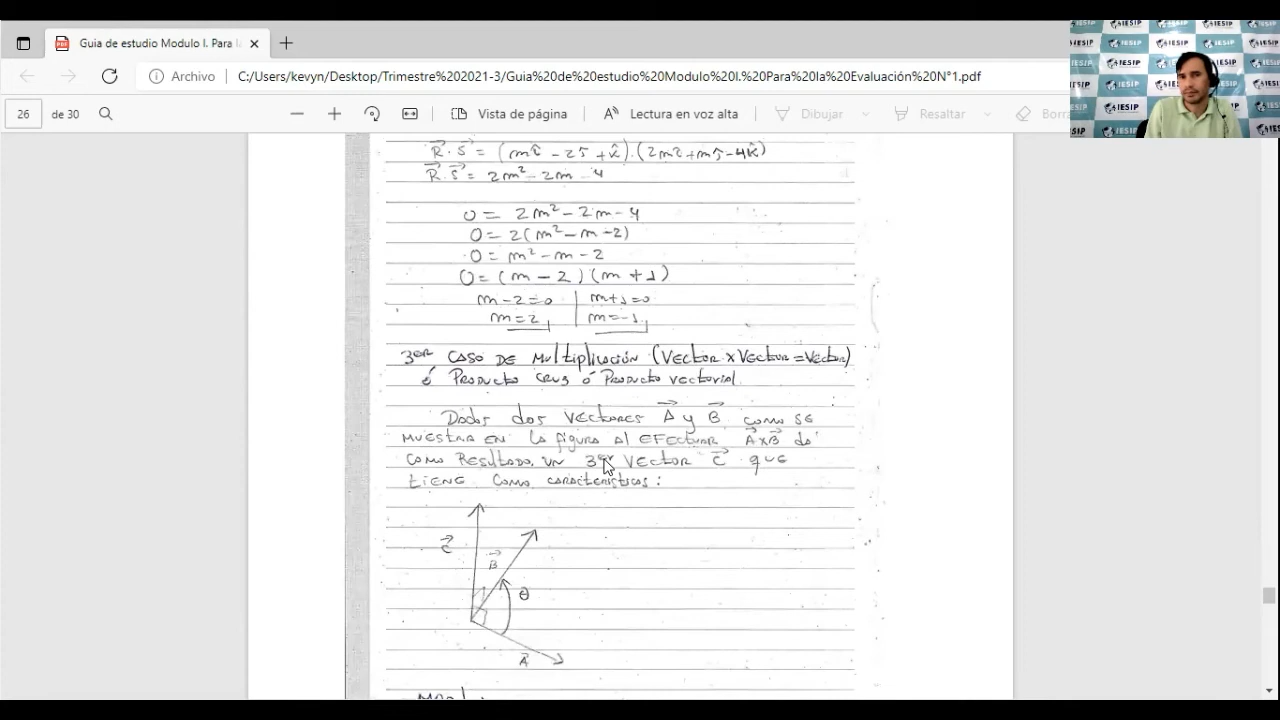 Guia de estudio Modulo I. Para la
Archivo
C:/Users/kevyn/Desktop/Trimestre%202021-3/Guia%20de%20estudio%20Modulo%20I.%20Para%20la%20Evaluación%20N°1.pdf
26 de 30
Vista de página
Lectura en voz alta
Dibujar
Resaltar
Borra
IESIP
R · S = (mî - 2ĵ + k̂) · (2mî + mĵ - 4k̂)
R · S = 2m² - 2m - 4
0 = 2m² - m - 4
0 = 2(m² - m - 2)
0 = m² - m - 2
0 = (m - 2)(m + 1)
m - 2 = 0 | m + 1 = 0
m = 2 | m = -1
3er CASO DE Multiplicación (Vector x Vector = Vector)
ó Producto cruz ó Producto vectorial
Dados dos vectores A y B como se
muestra en la figura al efectuar AxB da
como resultado un 3er vector C que
tiene como características:
C
B
θ
A